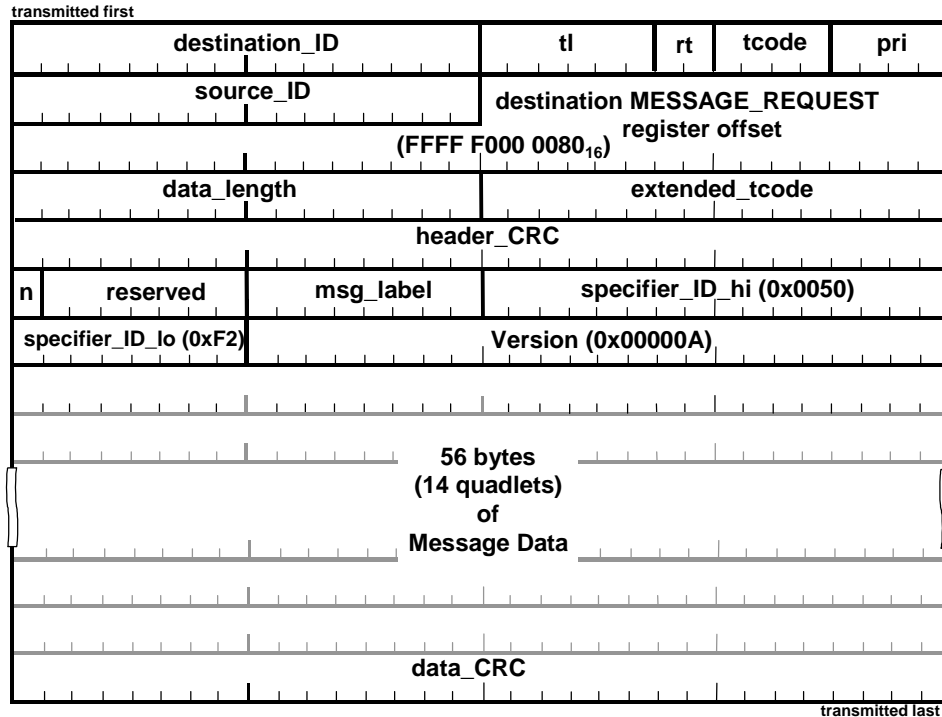 transmitted first
destination_ID tl rt tcode pri
source_ID destination MESSAGE_REQUEST
register offset
(FFFF F000 0080₁₆)
data_length extended_tcode
header_CRC
n reserved msg_label specifier_ID_hi (0x0050)
specifier_ID_lo (0xF2) Version (0x00000A)
56 bytes
(14 quadlets)
of
Message Data
data_CRC
transmitted last